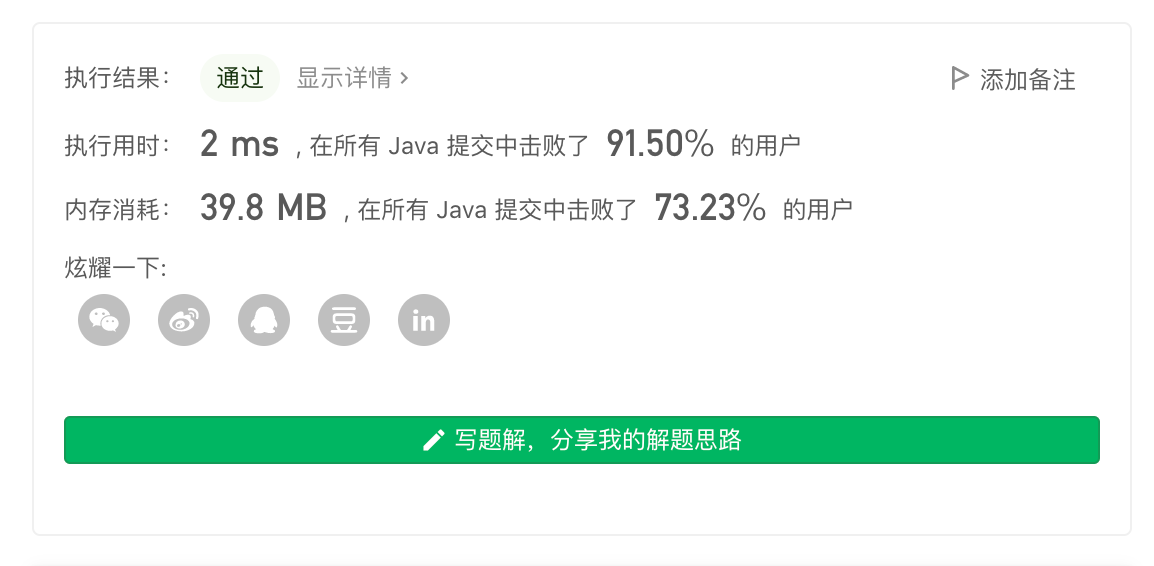 执行结果： 通过 显示详情 > 添加备注
执行用时： 2 ms , 在所有 Java 提交中击败了 91.50% 的用户
内存消耗： 39.8 MB , 在所有 Java 提交中击败了 73.23% 的用户
炫耀一下:
豆 in
写题解，分享我的解题思路